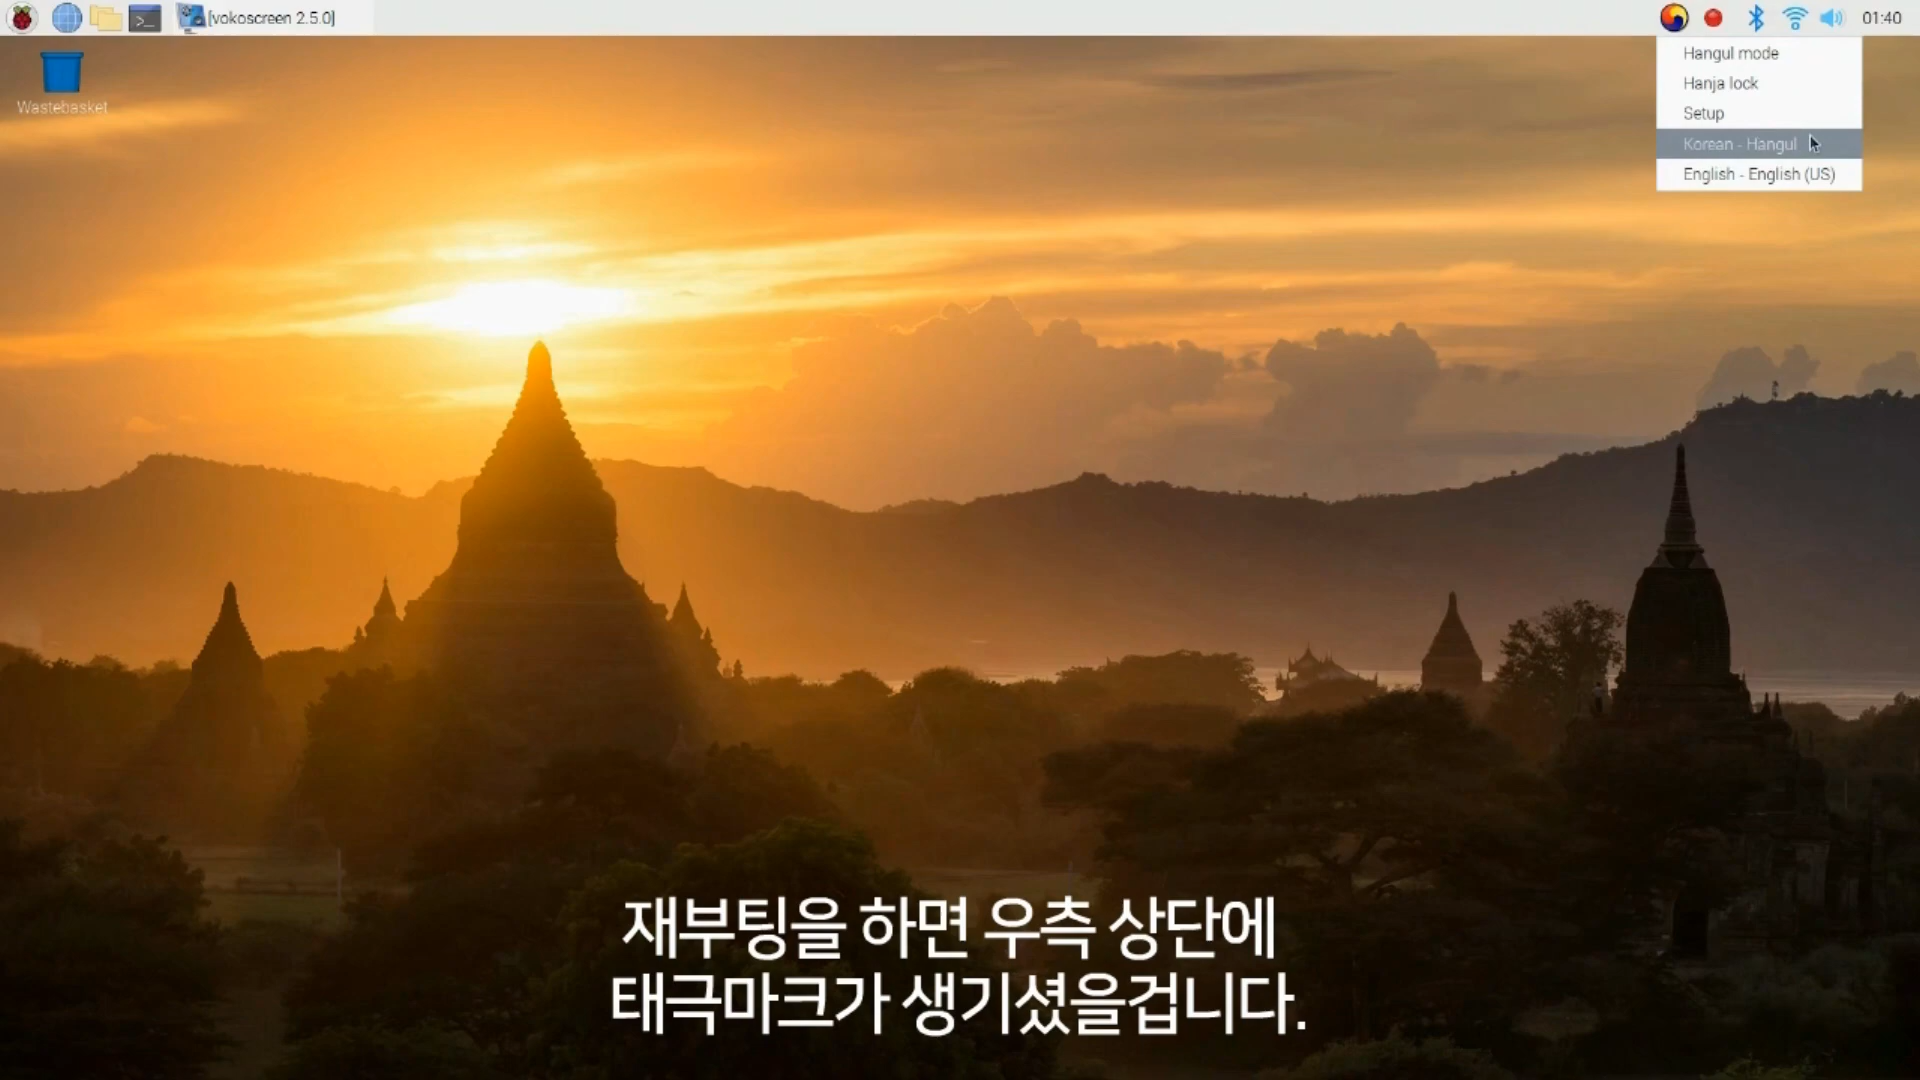 [vokoscreen 2.5.0]
01:40
Wastebasket
Hangul mode
Hanja lock
Setup
Korean - Hangul
English - English (US)
재부팅을 하면 우측 상단에
태극마크가 생기셨을겁니다.